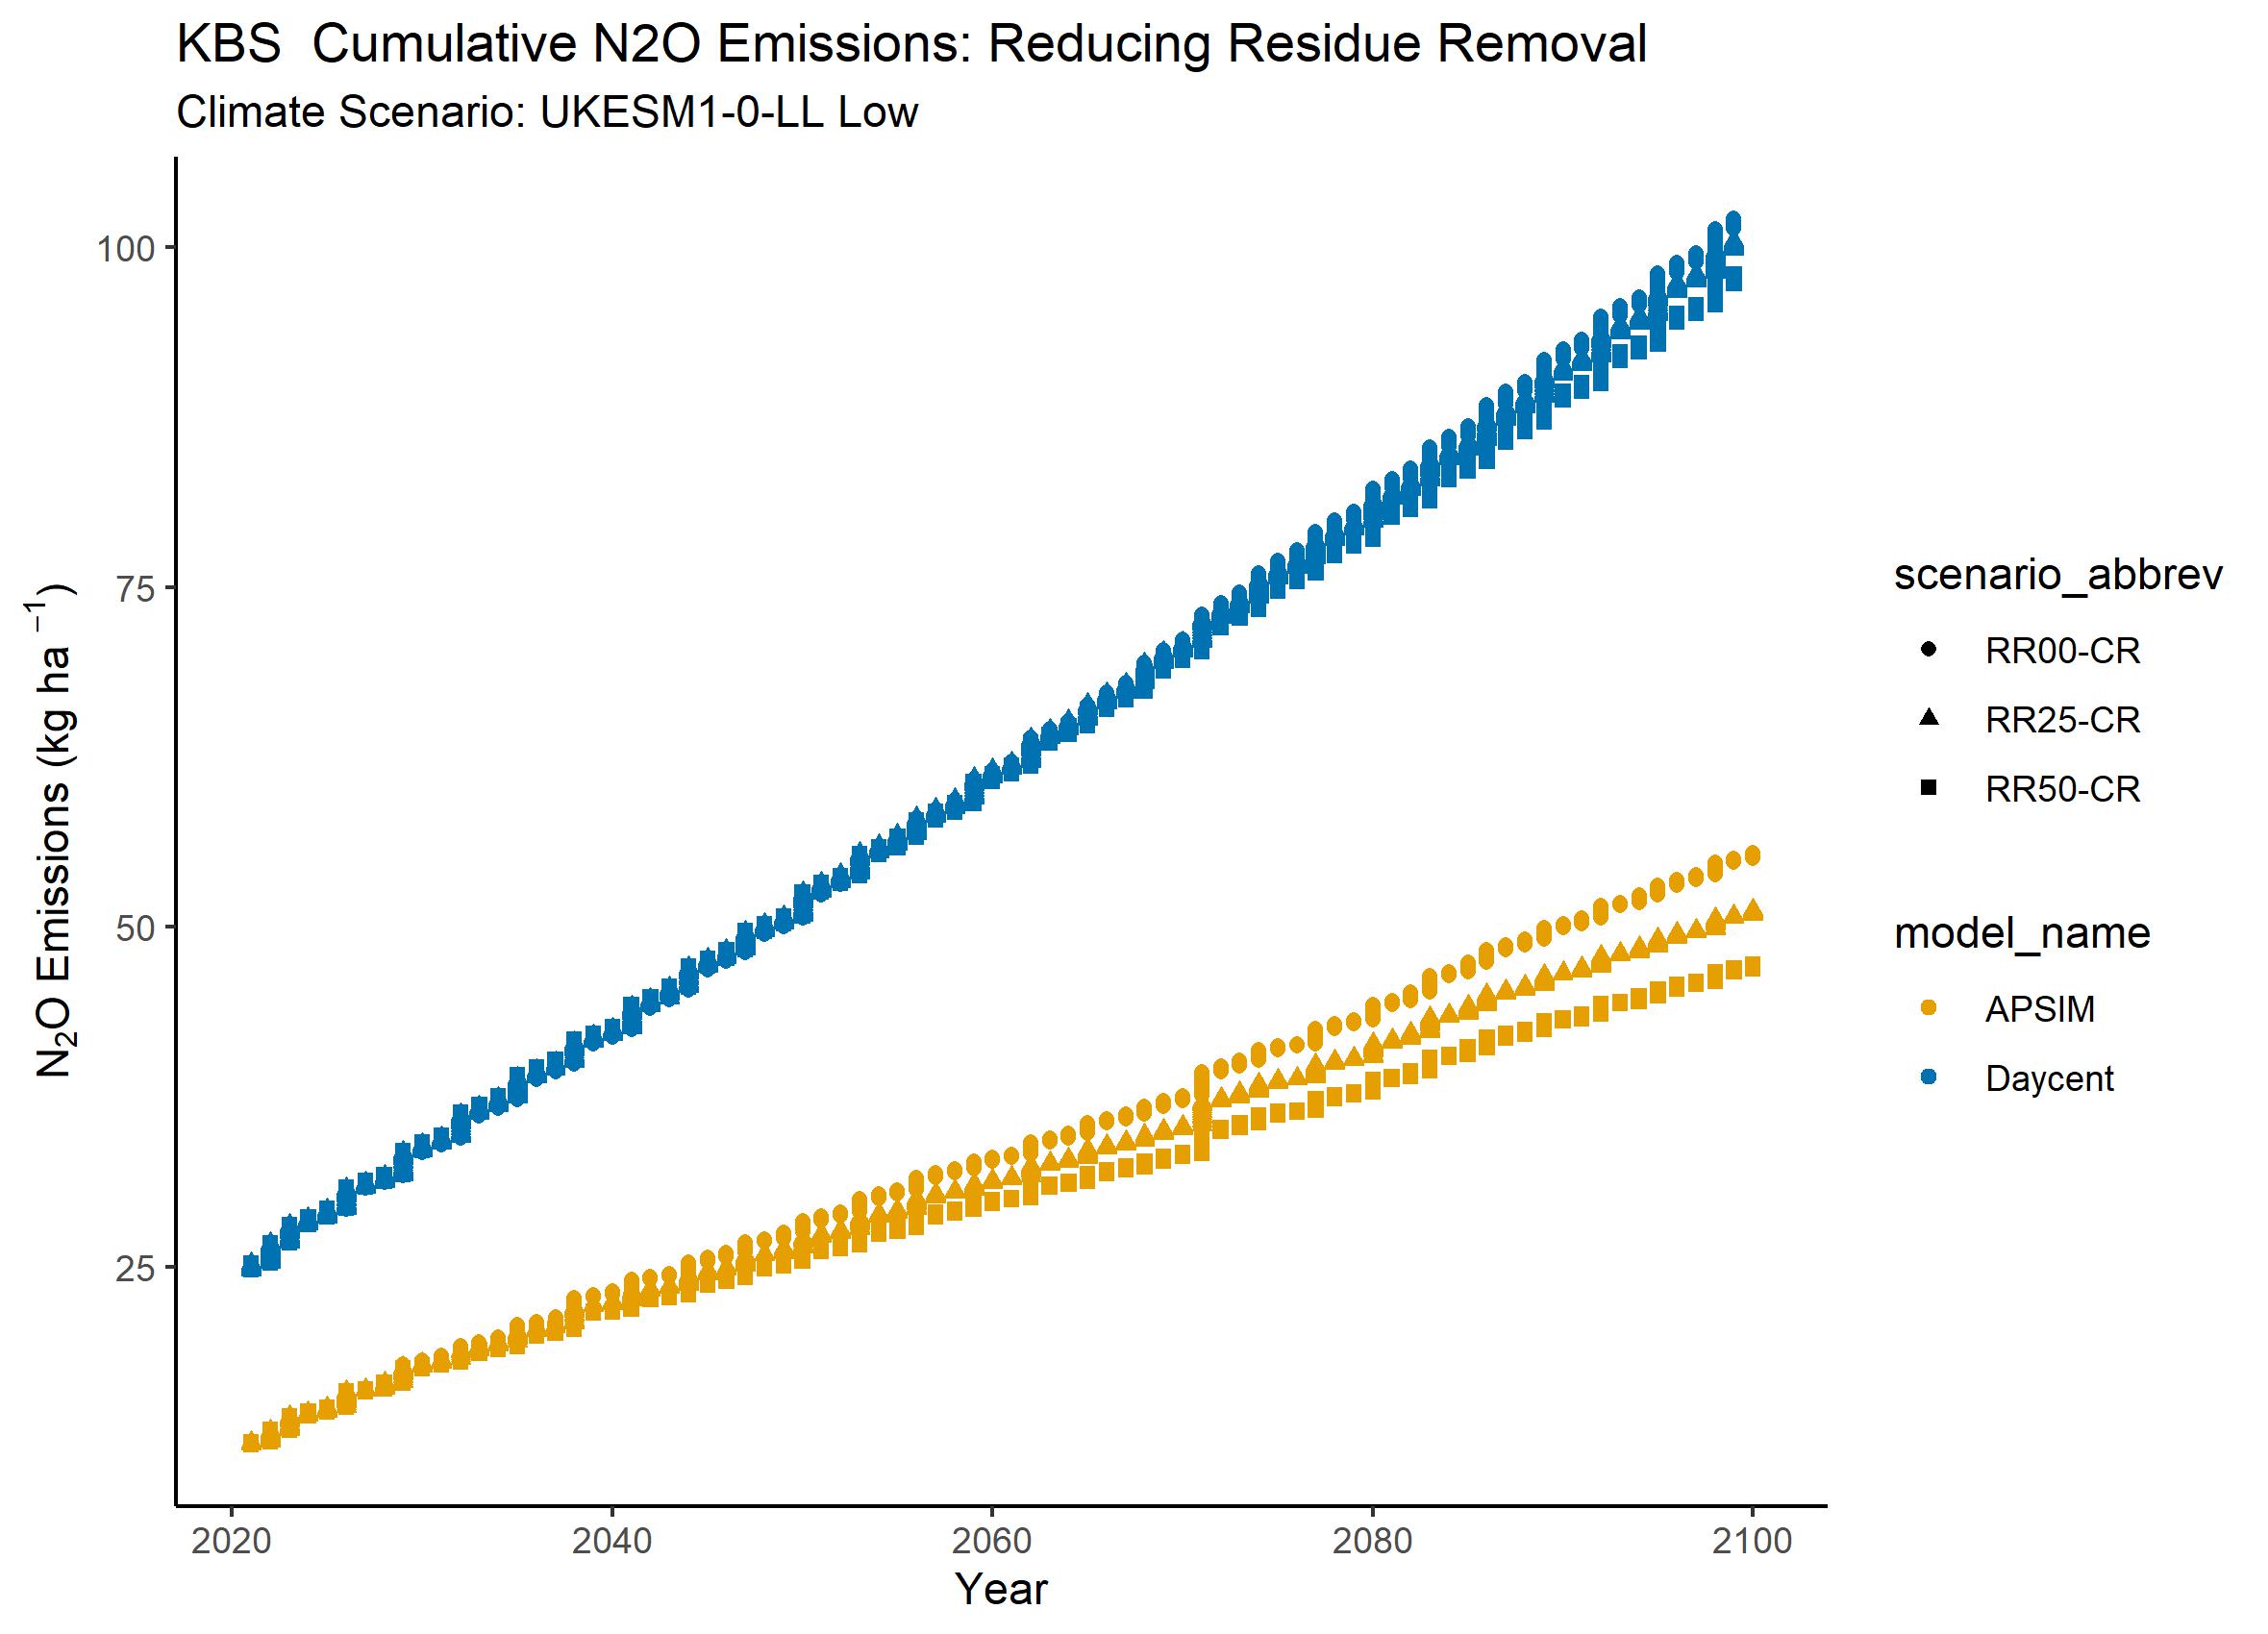 KBS  Cumulative N2O Emissions: Reducing Residue Removal
Climate Scenario: UKESM1-0-LL Low
N₂O Emissions (kg ha ⁻¹)
100
75
50
25
2020 2040 2060 2080 2100
Year
scenario_abbrev
RR00-CR
RR25-CR
RR50-CR
model_name
APSIM
Daycent